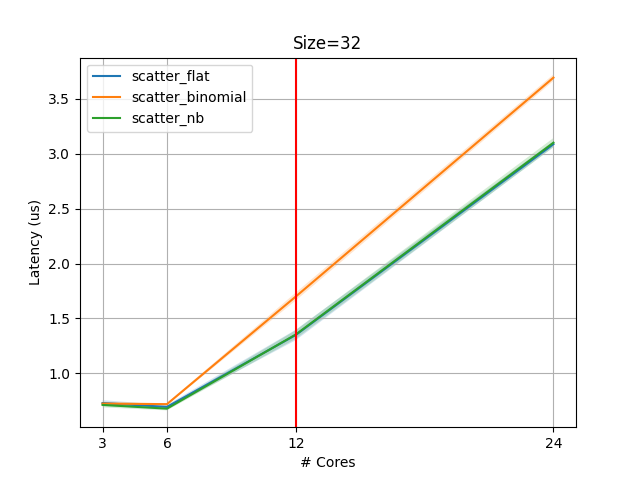 Size=32
scatter_flat
scatter_binomial
scatter_nb
3.5
3.0
2.5
2.0
1.5
1.0
Latency (us)
3 6 12 24
# Cores